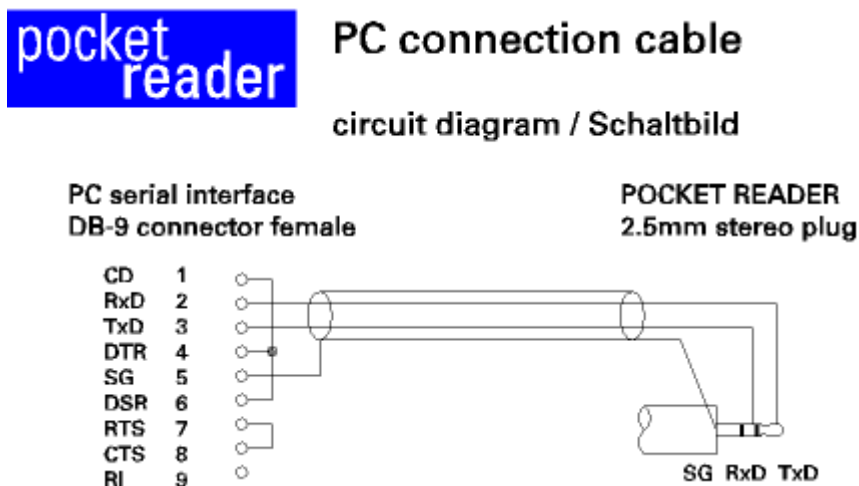 pocket
reader
PC connection cable
circuit diagram / Schaltbild
PC serial interface
DB-9 connector female
POCKET READER
2.5mm stereo plug
CD 1
RxD 2
TxD 3
DTR 4
SG 5
DSR 6
RTS 7
CTS 8
RI 9
SG RxD TxD